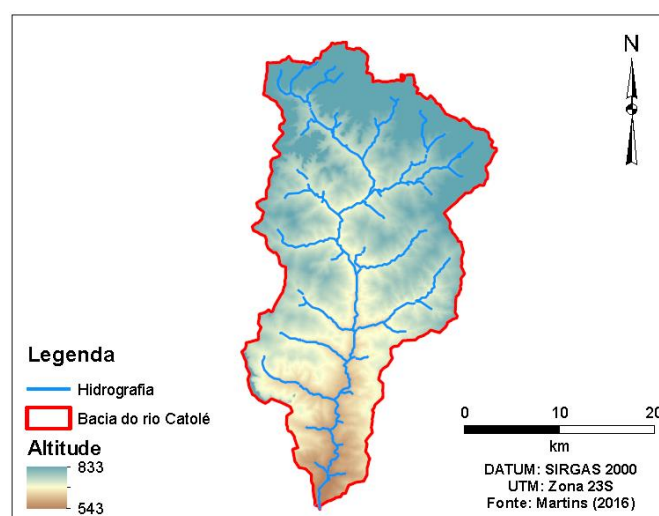 N
Legenda
Hidrografia
Bacia do rio Catolé
Altitude
833
543
0 10 20
km
DATUM: SIRGAS 2000
UTM: Zona 23S
Fonte: Martins (2016)